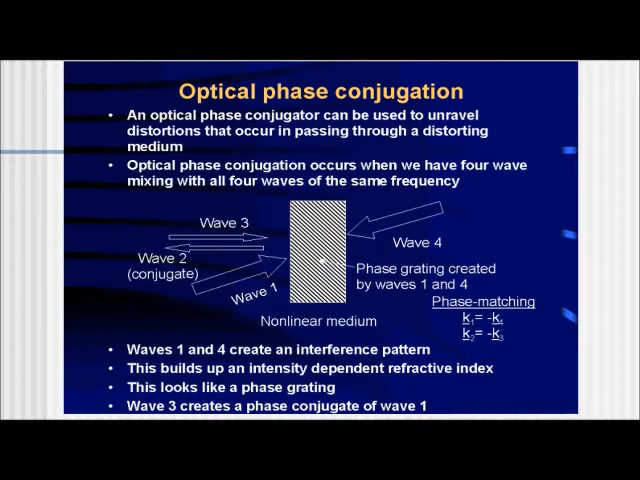 Optical phase conjugation
• An optical phase conjugator can be used to unravel
distortions that occur in passing through a distorting
medium
• Optical phase conjugation occurs when we have four wave
mixing with all four waves of the same frequency
Wave 3
Wave 4
Wave 2
(conjugate)
Wave 1
Phase grating created
by waves 1 and 4
Phase-matching
k1= -k4
k2= -k3
Nonlinear medium
• Waves 1 and 4 create an interference pattern
• This builds up an intensity dependent refractive index
• This looks like a phase grating
• Wave 3 creates a phase conjugate of wave 1